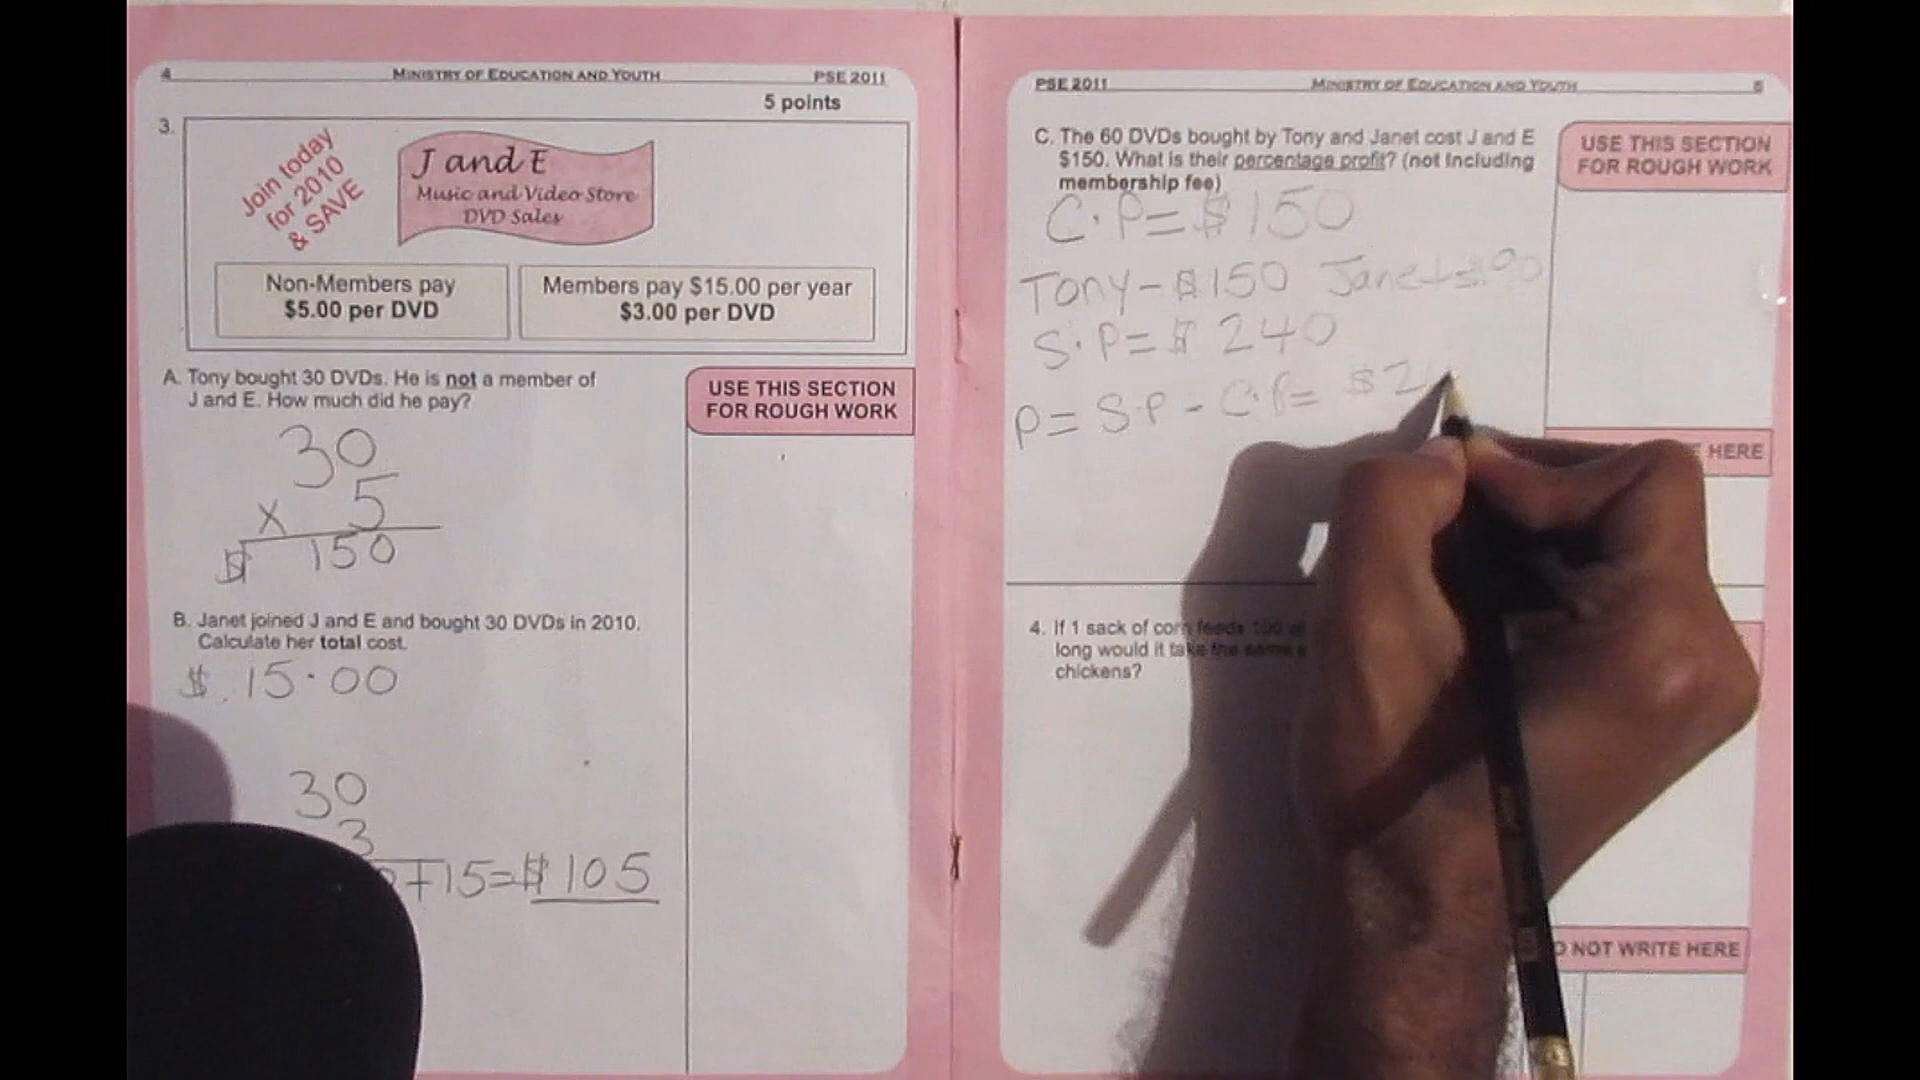 4 MINISTRY OF EDUCATION AND YOUTH PSE 2011
5 points
3.
Join today
for 2010
& SAVE
J and E
Music and Video Store
DVD Sales
Non-Members pay
$5.00 per DVD
Members pay $15.00 per year
$3.00 per DVD
A. Tony bought 30 DVDs. He is not a member of
J and E. How much did he pay?
USE THIS SECTION
FOR ROUGH WORK
30
x 5
$ 150
B. Janet joined J and E and bought 30 DVDs in 2010.
Calculate her total cost.
$ 15.00
30
3
+15=$105
PSE 2011 MINISTRY OF EDUCATION AND YOUTH 5
C. The 60 DVDs bought by Tony and Janet cost J and E
$150. What is their percentage profit? (not including
membership fee)
USE THIS SECTION
FOR ROUGH WORK
C.P=$150
Tony-$150 Janet 90
S.P=$ 240
P= S.P - C.P= $2
HERE
4. If 1 sack of corn feeds 100
long would it take the same
chickens?
NOT WRITE HERE